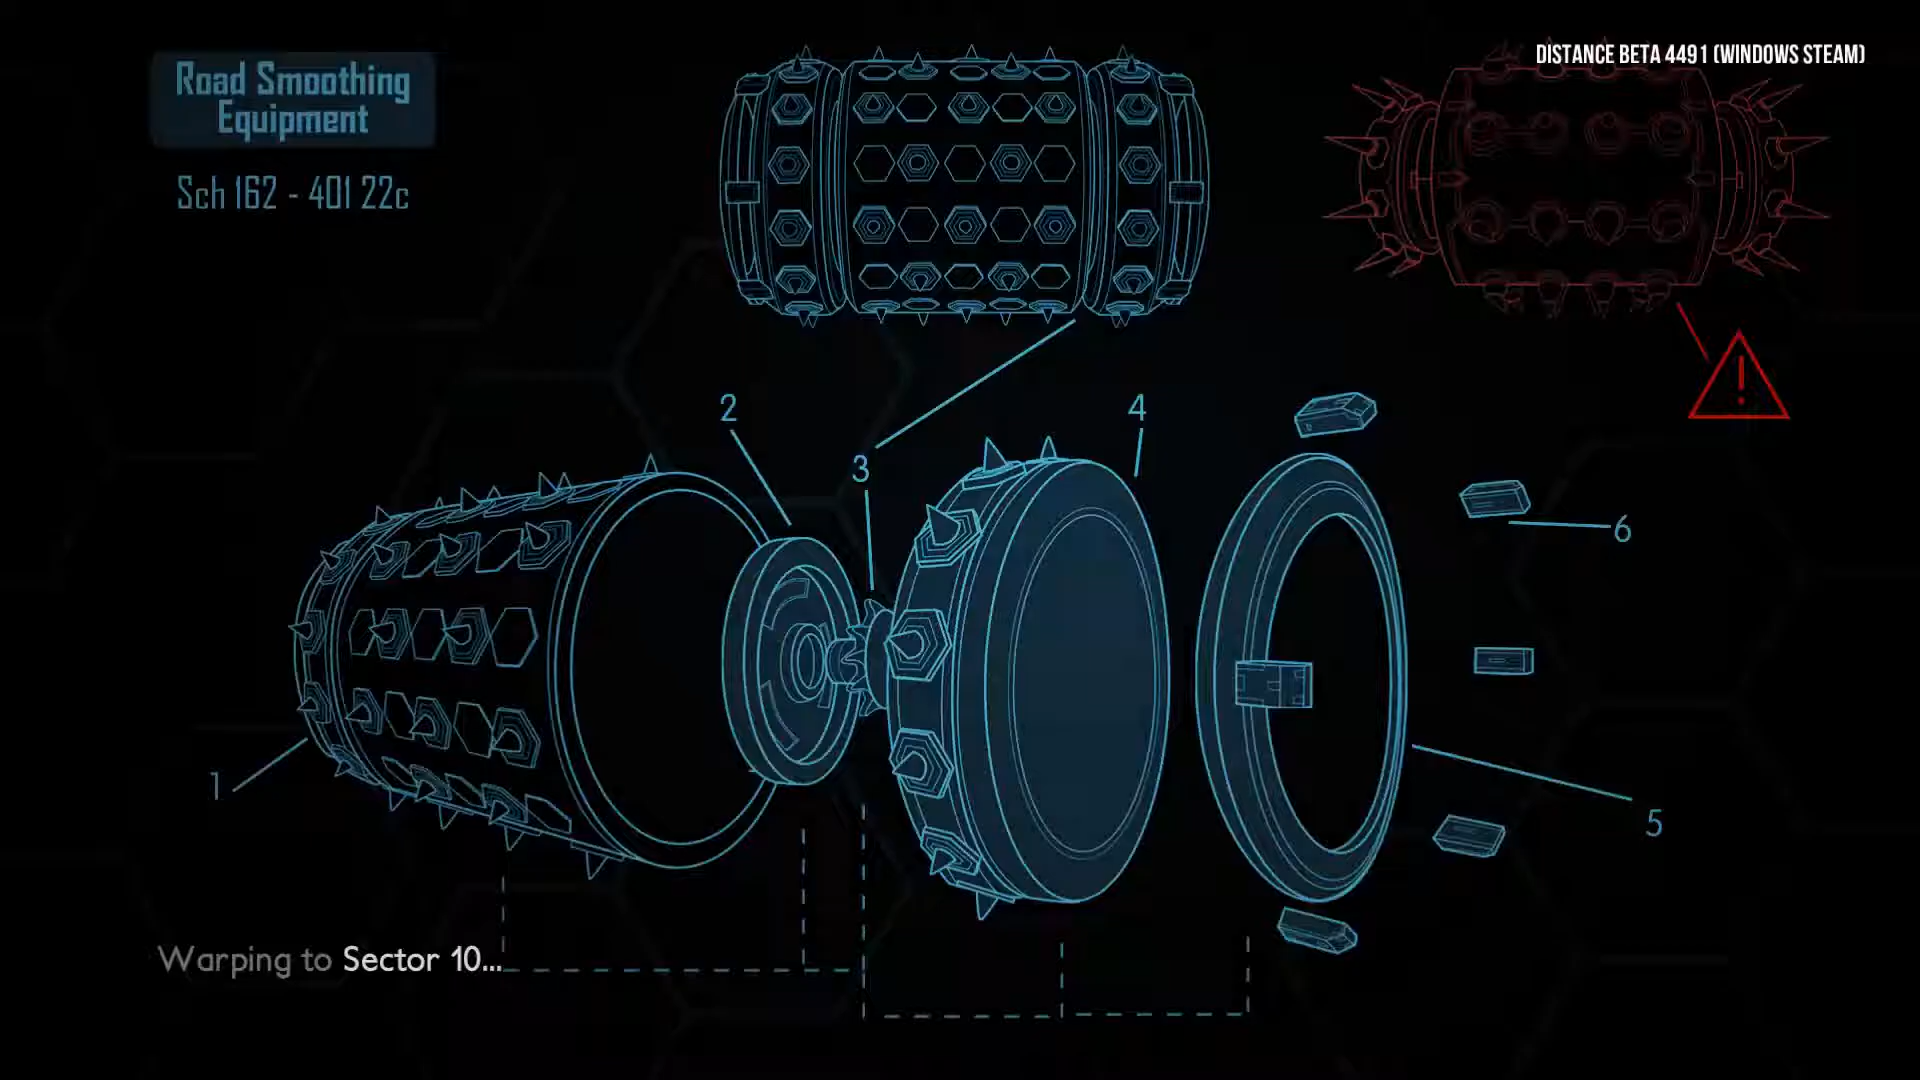 Road Smoothing
Equipment
Sch 162 - 401 22c
DISTANCE BETA 4491 (WINDOWS STEAM)
!
2
3
4
6
1
5
Warping to Sector 10...